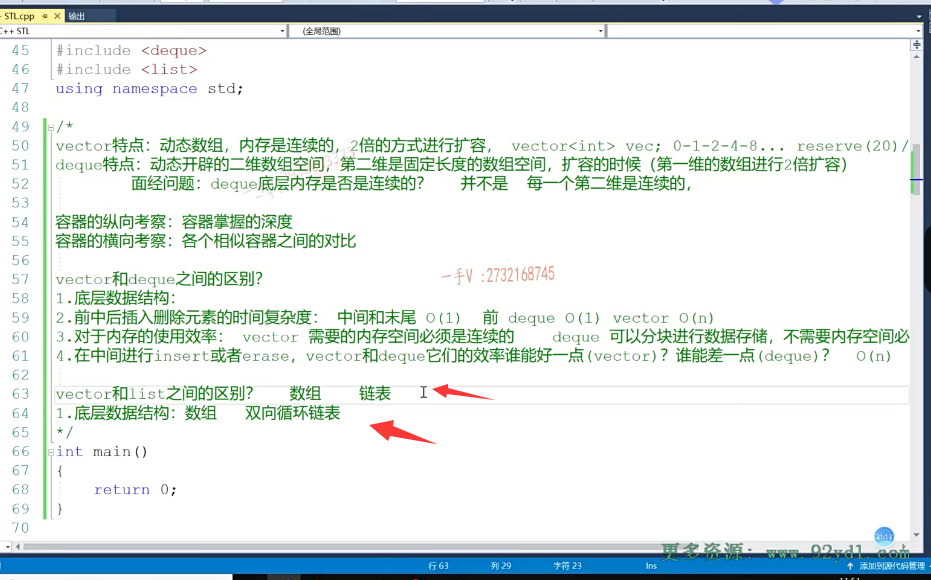 STL.cpp 输出
C++ STL (全局范围)
45 #include <deque>
46 #include <list>
47 using namespace std;
48
49 /*
50 vector特点：动态数组，内存是连续的，2倍的方式进行扩容， vector<int> vec; 0-1-2-4-8... reserve(20)/
51 deque特点：动态开辟的二维数组空间，第二维是固定长度的数组空间，扩容的时候（第一维的数组进行2倍扩容）
52 面经问题：deque底层内存是否是连续的？ 并不是 每一个第二维是连续的，
53
54 容器的纵向考察：容器掌握的深度
55 容器的横向考察：各个相似容器之间的对比
56
57 vector和deque之间的区别？
一手V :2732168745
58 1.底层数据结构：
59 2.前中后插入删除元素的时间复杂度： 中间和末尾 O(1) 前 deque O(1) vector O(n)
60 3.对于内存的使用效率： vector 需要的内存空间必须是连续的 deque 可以分块进行数据存储，不需要内存空间必
61 4.在中间进行insert或者erase，vector和deque它们的效率谁能好一点(vector)？谁能差一点(deque)？ O(n)
62
63 vector和list之间的区别？ 数组 链表
64 1.底层数据结构：数组 双向循环链表
65 */
66 int main()
67 {
68 return 0;
69 }
70
更多资源：www.92ydl.com
行 63 列 29 字符 23 Ins 添加到源代码管理